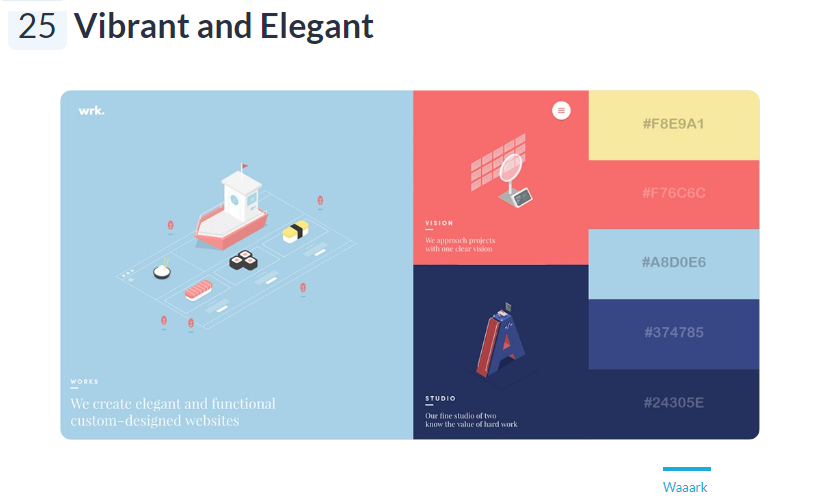 25 Vibrant and Elegant
wrk.
WORKS
We create elegant and functional
custom-designed websites
VISION
We approach projects
with one clear vision
STUDIO
Our fine studio of two
know the value of hard work
#F8E9A1
#F76C6C
#A8D0E6
#374785
#24305E
Waaark